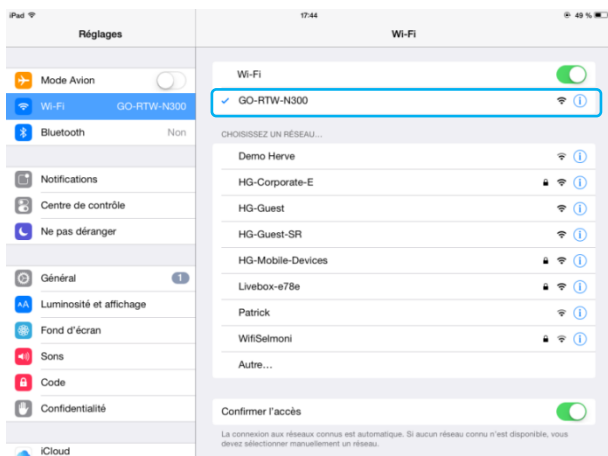 iPad 17:44 49 %
Réglages
Wi-Fi
Mode Avion
Wi-Fi GO-RTW-N300
Bluetooth Non
Notifications
Centre de contrôle
Ne pas déranger
Général 1
AA Luminosité et affichage
Fond d'écran
Sons
Code
Confidentialité
iCloud
Wi-Fi
GO-RTW-N300
CHOISISSEZ UN RÉSEAU...
Demo Herve
HG-Corporate-E
HG-Guest
HG-Guest-SR
HG-Mobile-Devices
Livebox-e78e
Patrick
WifiSelmoni
Autre...
Confirmer l'accès
La connexion aux réseaux connus est automatique. Si aucun réseau connu n'est disponible, vous
devez sélectionner manuellement un réseau.